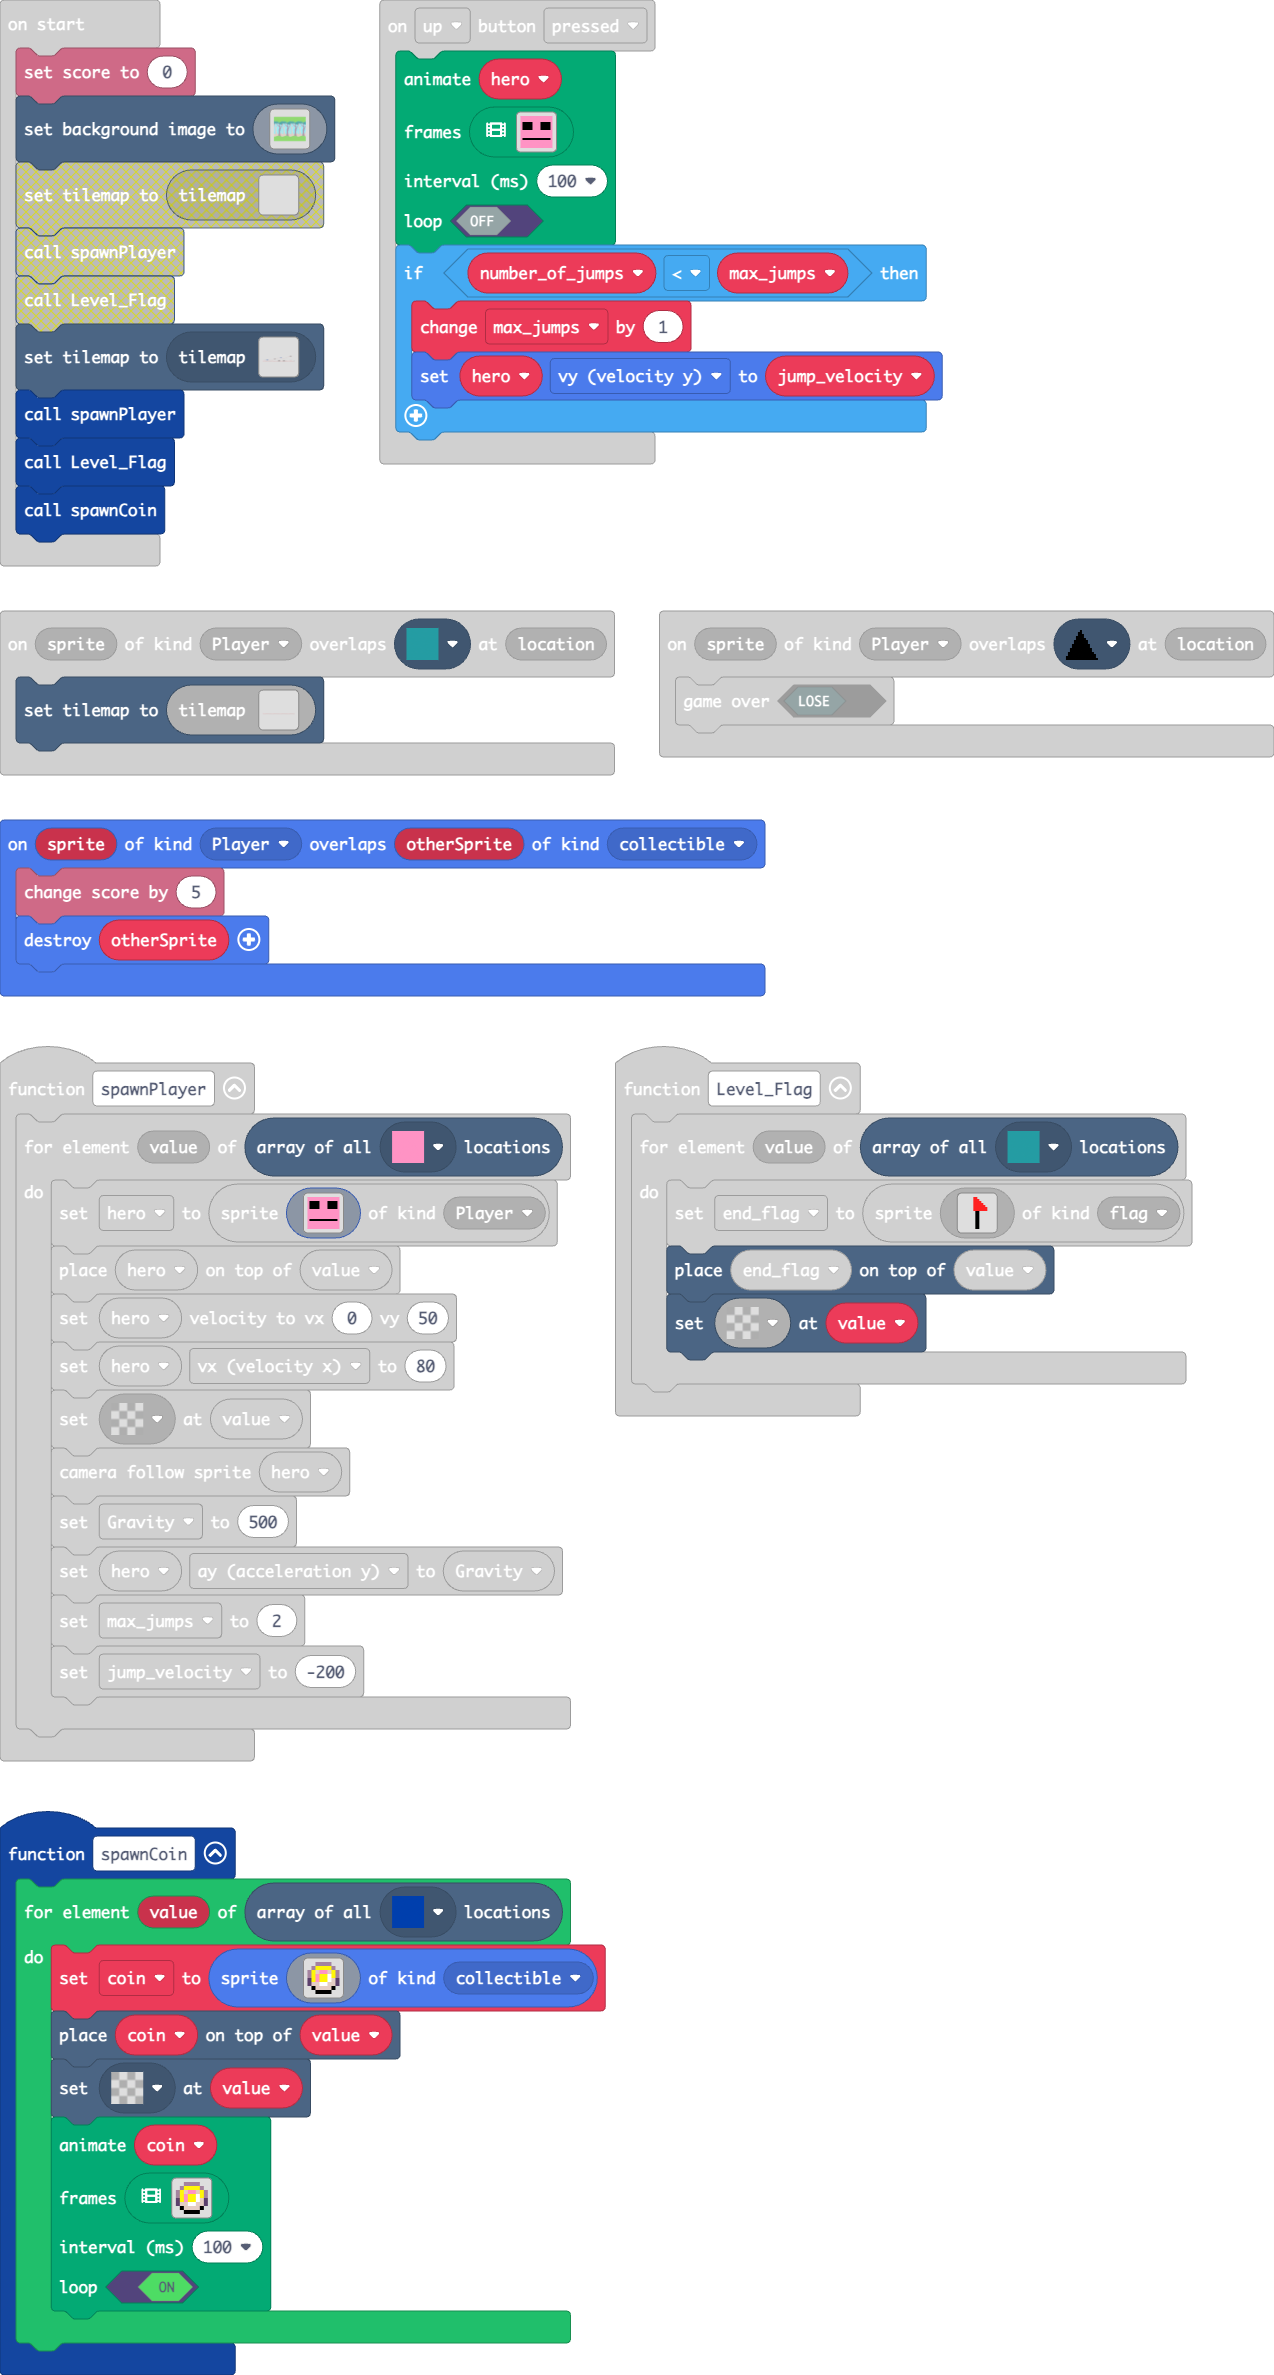 on start
set score to 0
set background image to
set tilemap to tilemap
call spawnPlayer
call Level_Flag
set tilemap to tilemap
call spawnPlayer
call Level_Flag
call spawnCoin
on up button pressed
animate hero
frames
interval (ms) 100
loop OFF
if number_of_jumps < max_jumps then
change max_jumps by 1
set hero vy (velocity y) to jump_velocity
on sprite of kind Player overlaps at location
set tilemap to tilemap
on sprite of kind Player overlaps at location
game over LOSE
on sprite of kind Player overlaps otherSprite of kind collectible
change score by 5
destroy otherSprite
function spawnPlayer
for element value of array of all locations
do
set hero to sprite of kind Player
place hero on top of value
set hero velocity to vx 0 vy 50
set hero vx (velocity x) to 80
set at value
camera follow sprite hero
set Gravity to 500
set hero ay (acceleration y) to Gravity
set max_jumps to 2
set jump_velocity to -200
function Level_Flag
for element value of array of all locations
do
set end_flag to sprite of kind flag
place end_flag on top of value
set at value
function spawnCoin
for element value of array of all locations
do
set coin to sprite of kind collectible
place coin on top of value
set at value
animate coin
frames
interval (ms) 100
loop ON